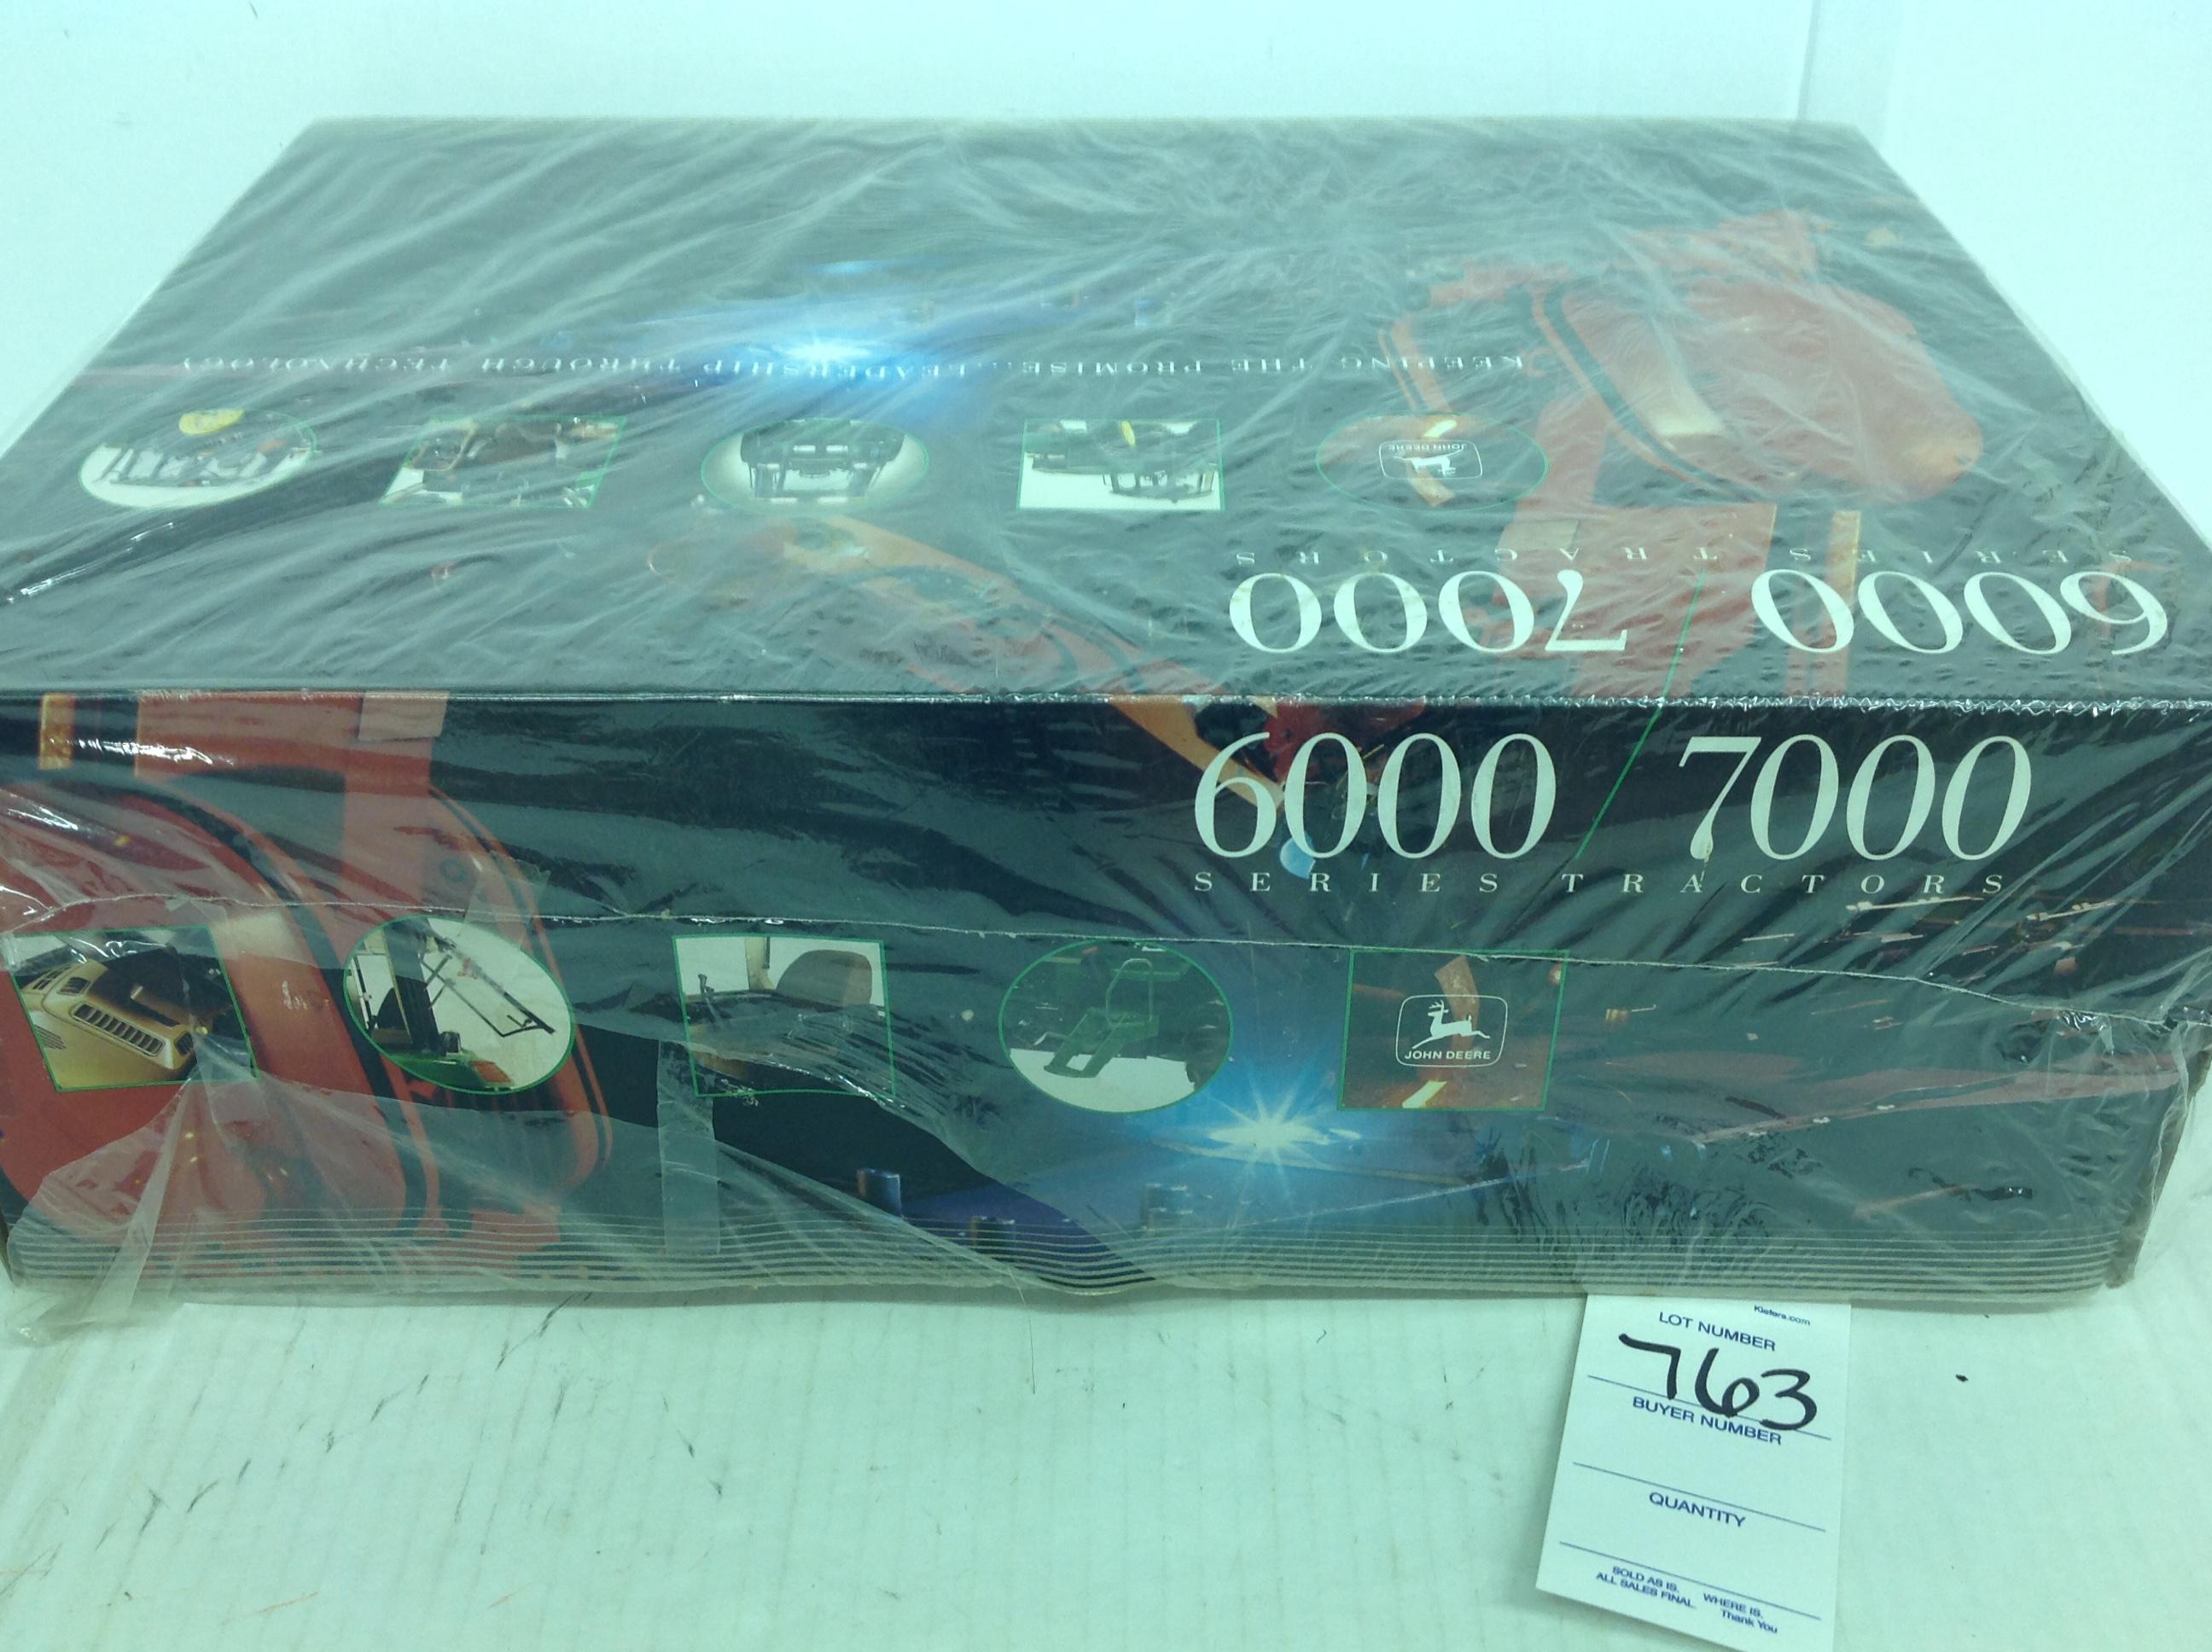 KEEPING THE PROMISE...LEADERSHIP THROUGH TECHNOLOGY
JOHN DEERE
SERIES TRACTORS
6000 / 7000
6000 / 7000
SERIES TRACTORS
JOHN DEERE
Kiefers.com
LOT NUMBER
763
BUYER NUMBER
QUANTITY
SOLD AS IS. WHERE IS.
ALL SALES FINAL. Thank You